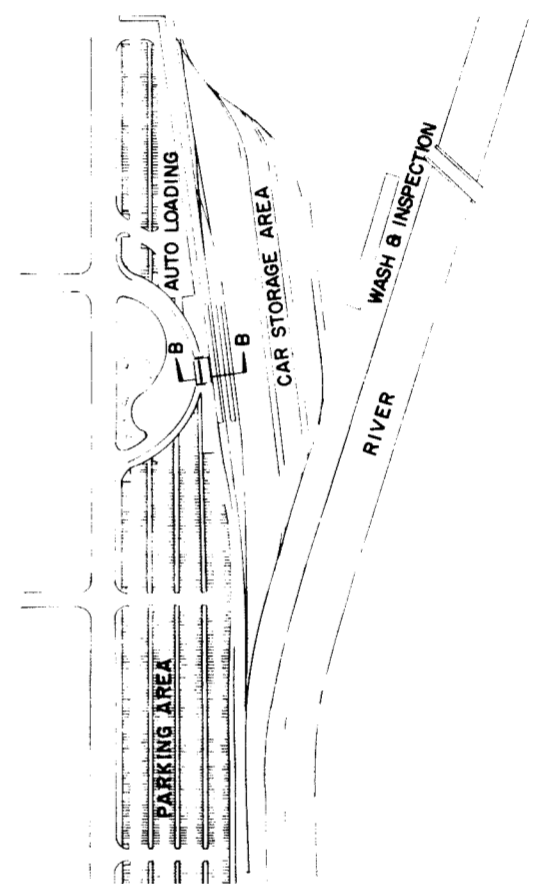 AUTO LOADING
CAR STORAGE AREA
WASH & INSPECTION
B
B
RIVER
PARKING AREA